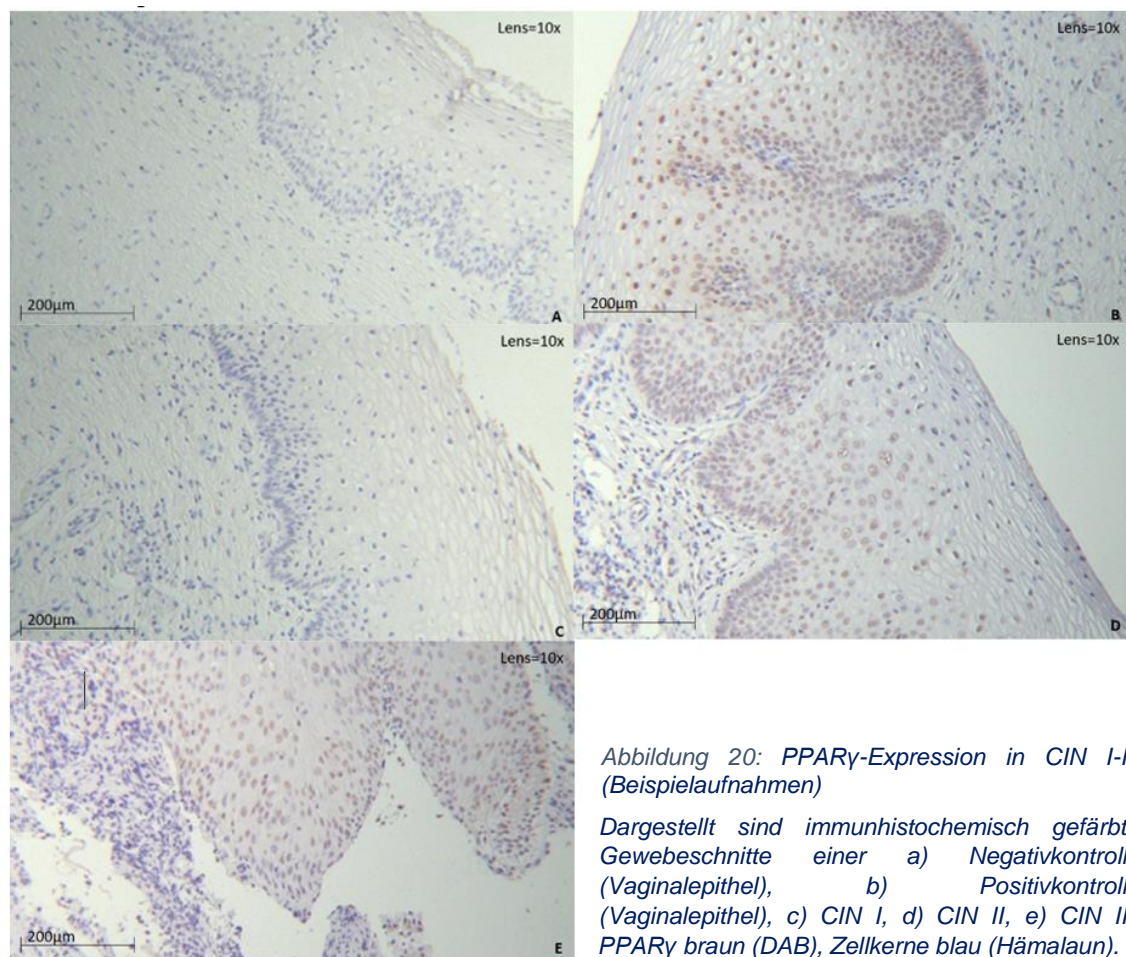 Lens=10x
200µm
A
Lens=10x
200µm
B
Lens=10x
200µm
C
Lens=10x
200µm
D
Lens=10x
200µm
E
Abbildung 20: PPARγ-Expression in CIN I-I
(Beispielaufnahmen)
Dargestellt sind immunhistochemisch gefärbt
Gewebeschnitte einer a) Negativkontroll
(Vaginalepithel), b) Positivkontroll
(Vaginalepithel), c) CIN I, d) CIN II, e) CIN II
PPARγ braun (DAB), Zellkerne blau (Hämalaun).